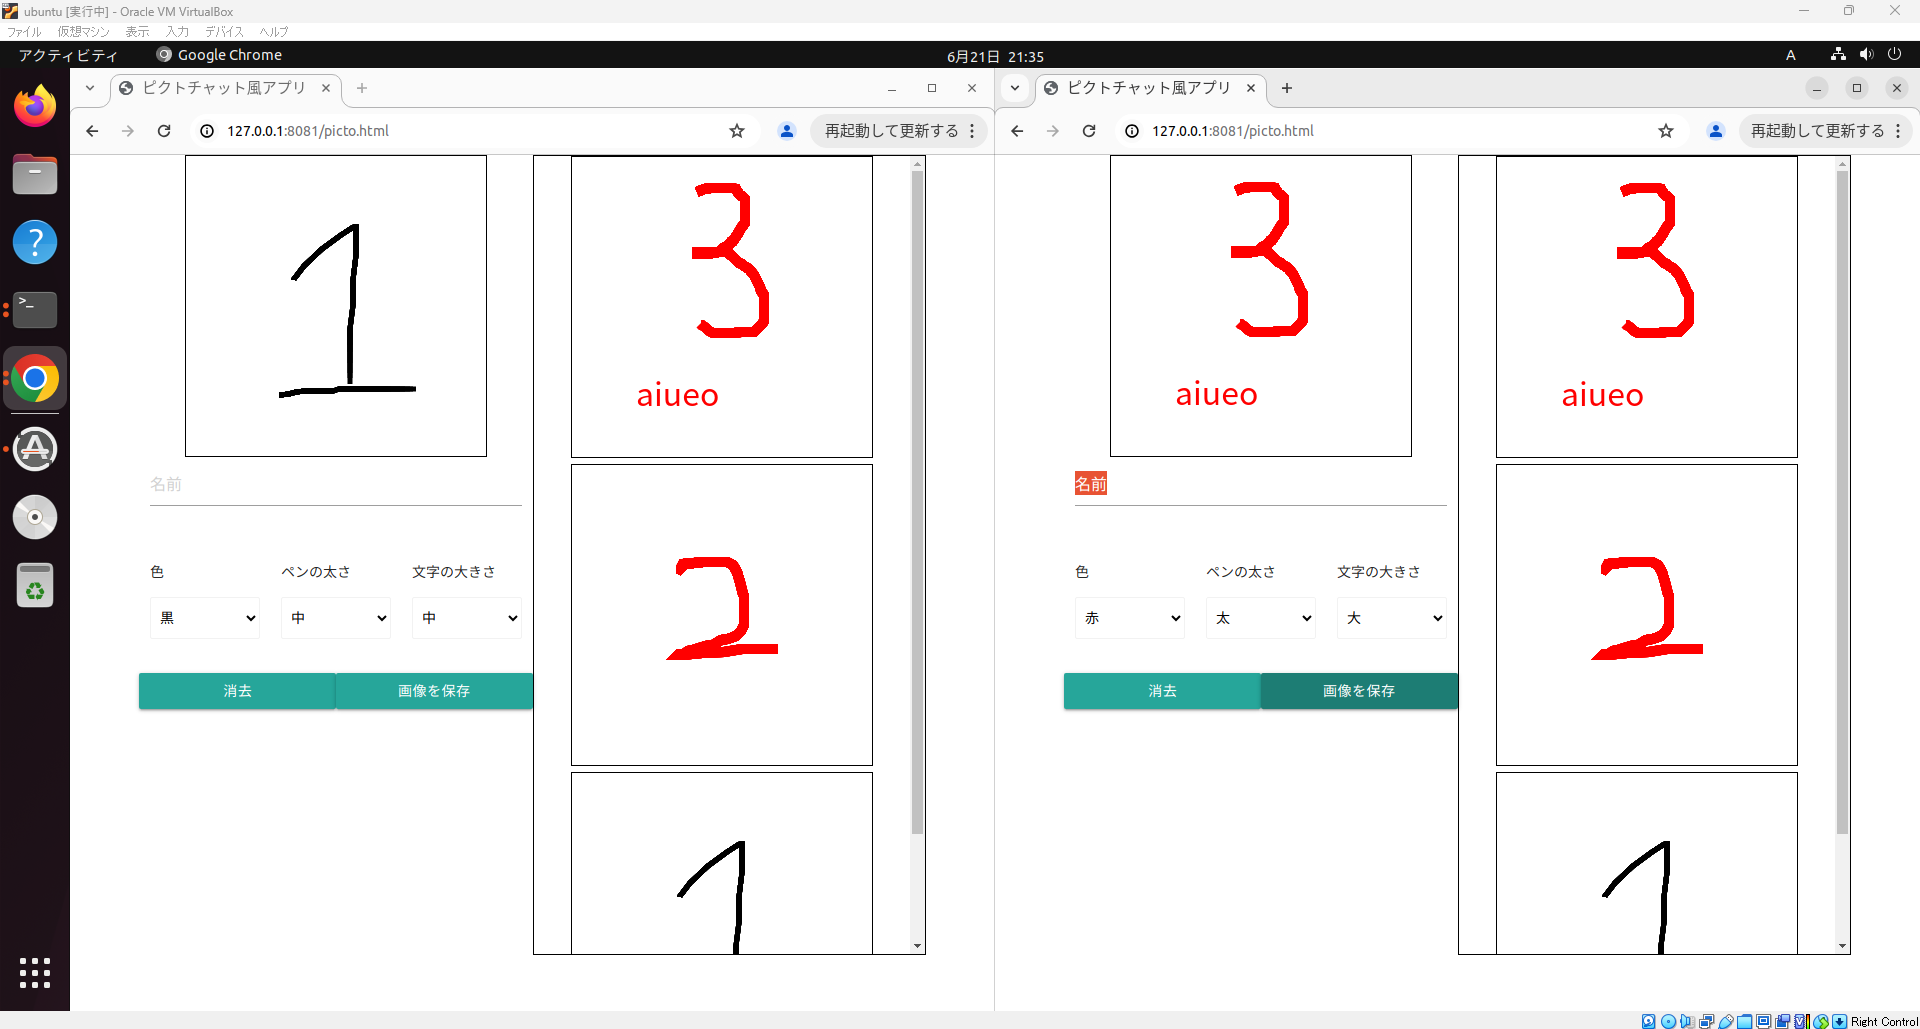 ubuntu [実行中] - Oracle VM VirtualBox
ファイル 仮想マシン 表示 入力 デバイス ヘルプ
アクティビティ Google Chrome 6月21日 21:35 A
ピクトチャット風アプリ
127.0.0.1:8081/picto.html
再起動して更新する
1
名前
色 ペンの太さ 文字の大きさ
黒 中 中
消去 画像を保存
3
aiueo
2
1
ピクトチャット風アプリ
127.0.0.1:8081/picto.html
再起動して更新する
3
aiueo
名前
色 ペンの太さ 文字の大きさ
赤 太 大
消去 画像を保存
3
aiueo
2
1
Right Control